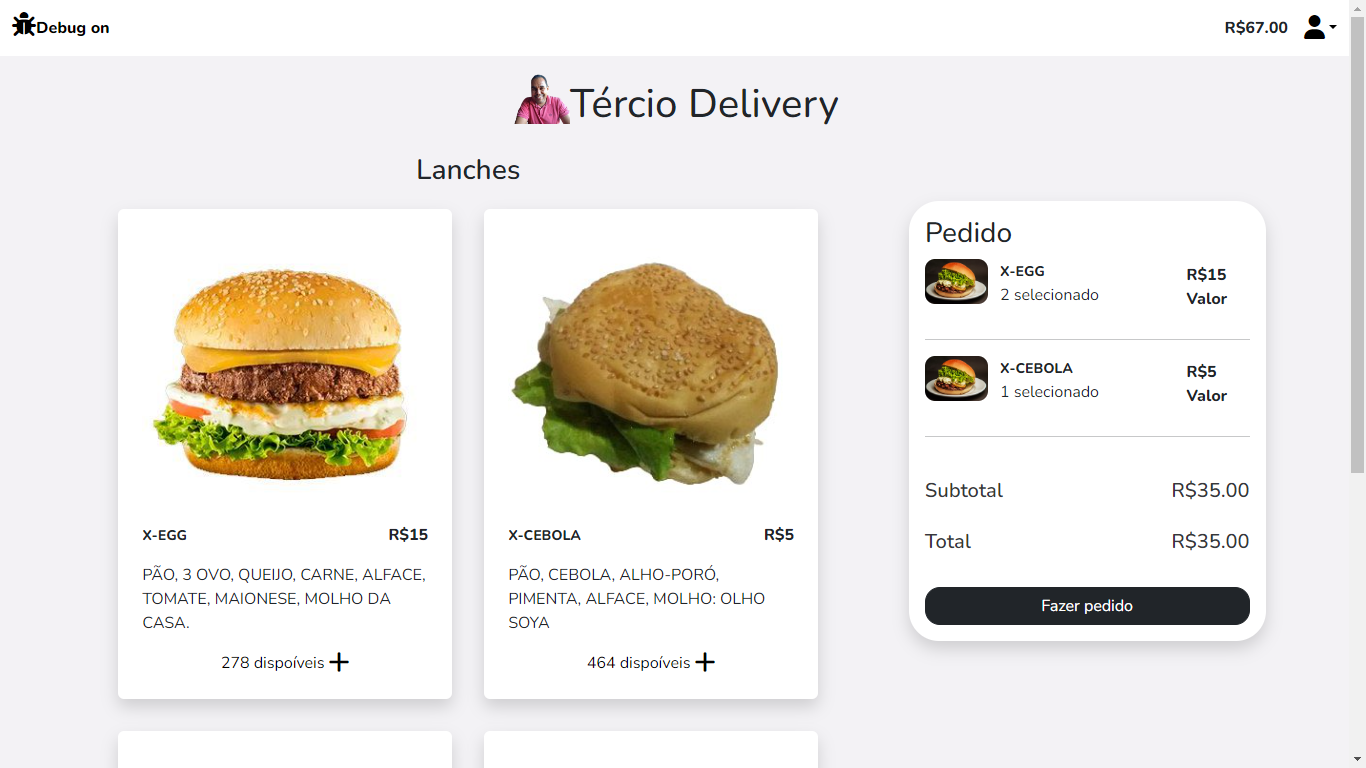 Debug on
R$67.00
Tércio Delivery
Lanches
X-EGG R$15
PÃO, 3 OVO, QUEIJO, CARNE, ALFACE,
TOMATE, MAIONESE, MOLHO DA
CASA.
278 dispoíveis
X-CEBOLA R$5
PÃO, CEBOLA, ALHO-PORÓ,
PIMENTA, ALFACE, MOLHO: OLHO
SOYA
464 dispoíveis
Pedido
X-EGG R$15
2 selecionado Valor
X-CEBOLA R$5
1 selecionado Valor
Subtotal R$35.00
Total R$35.00
Fazer pedido